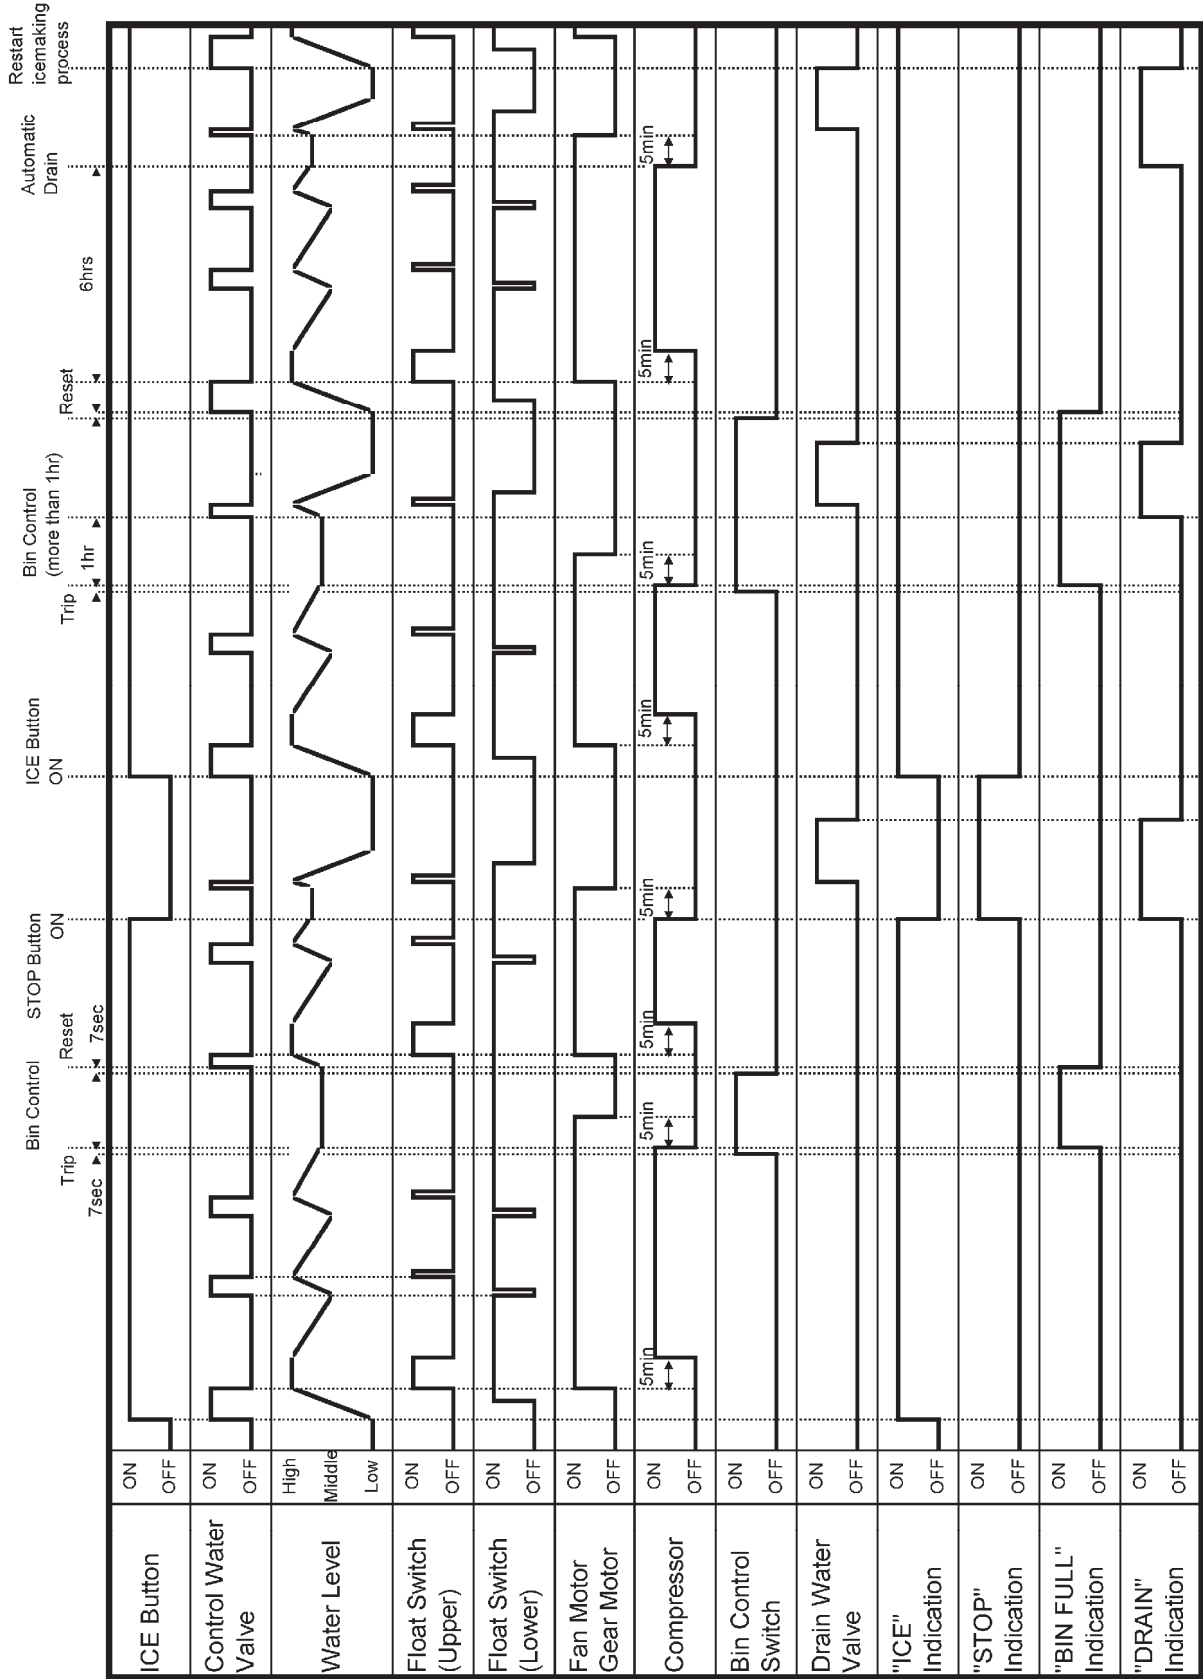 Trip
7sec
Bin Control
Reset
7sec
STOP Button
ON
ICE Button
ON
Trip
Bin Control
(more than 1hr)
1hr
Reset
6hrs
Automatic
Drain
Restart
icemaking
process
ICE Button
ON
OFF
Control Water
Valve
ON
OFF
Water Level
High
Middle
Low
Float Switch
(Upper)
ON
OFF
Float Switch
(Lower)
ON
OFF
Fan Motor
Gear Motor
ON
OFF
Compressor
ON
OFF
5min
5min
5min
5min
5min
5min
5min
5min
Bin Control
Switch
ON
OFF
Drain Water
Valve
ON
OFF
"ICE"
Indication
ON
OFF
"STOP"
Indication
ON
OFF
"BIN FULL"
Indication
ON
OFF
"DRAIN"
Indication
ON
OFF